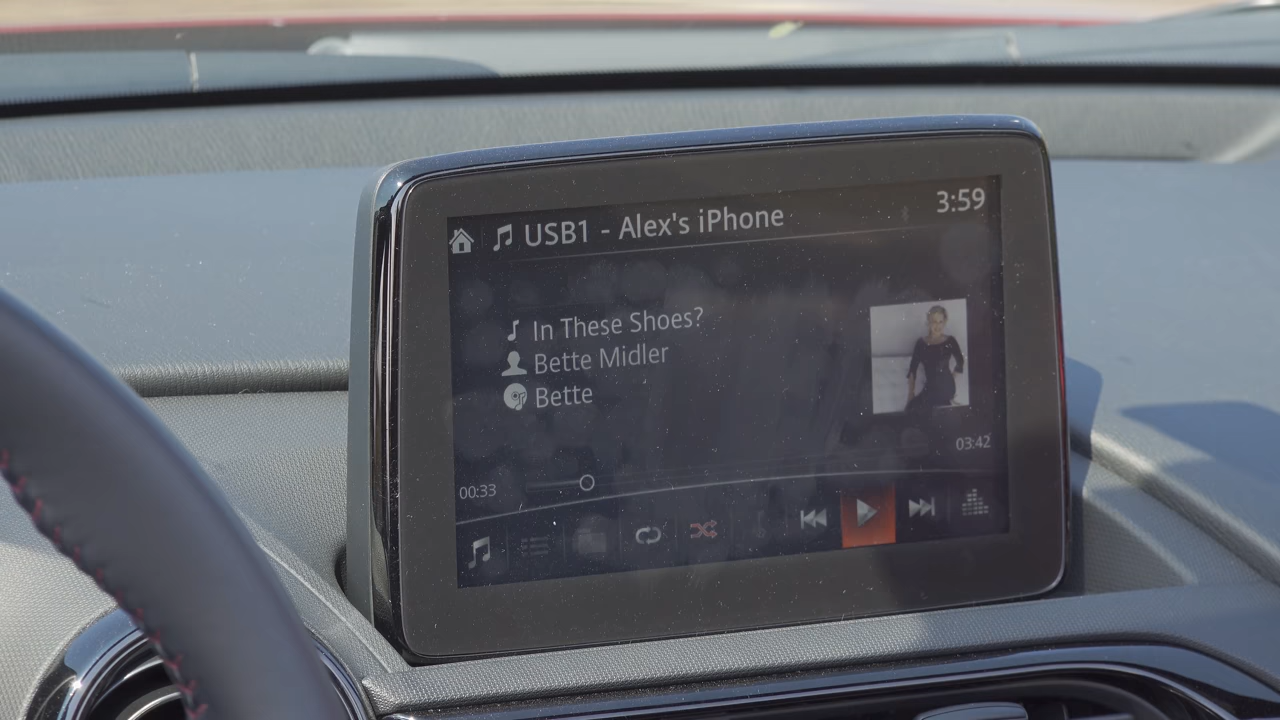 USB1 - Alex's iPhone
3:59
In These Shoes?
Bette Midler
Bette
03:42
00:33